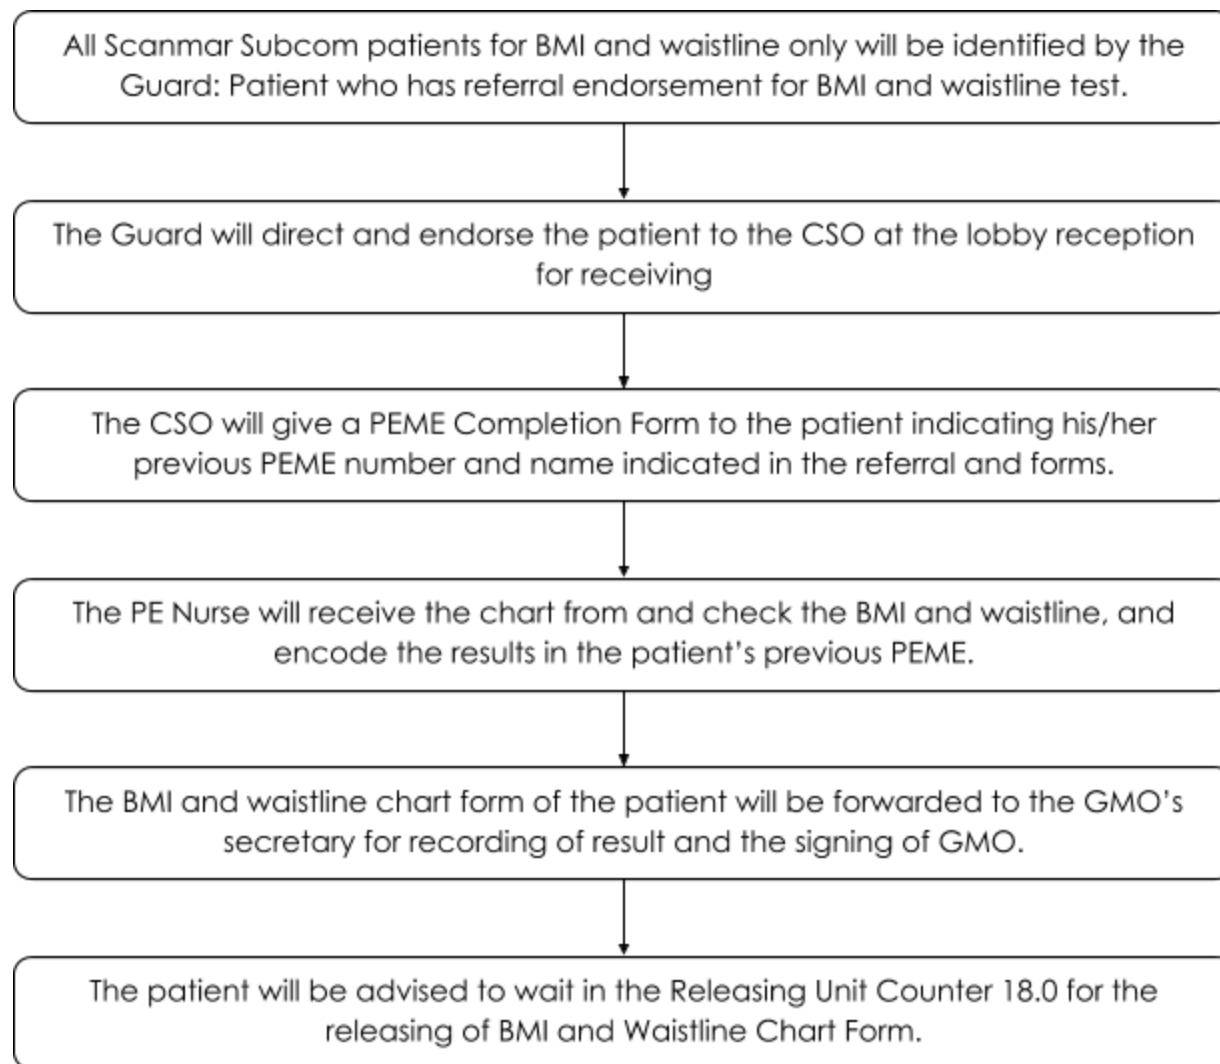 All Scanmar Subcom patients for BMI and waistline only will be identified by the
Guard: Patient who has referral endorsement for BMI and waistline test.
The Guard will direct and endorse the patient to the CSO at the lobby reception
for receiving
The CSO will give a PEME Completion Form to the patient indicating his/her
previous PEME number and name indicated in the referral and forms.
The PE Nurse will receive the chart from and check the BMI and waistline, and
encode the results in the patient’s previous PEME.
The BMI and waistline chart form of the patient will be forwarded to the GMO’s
secretary for recording of result and the signing of GMO.
The patient will be advised to wait in the Releasing Unit Counter 18.0 for the
releasing of BMI and Waistline Chart Form.